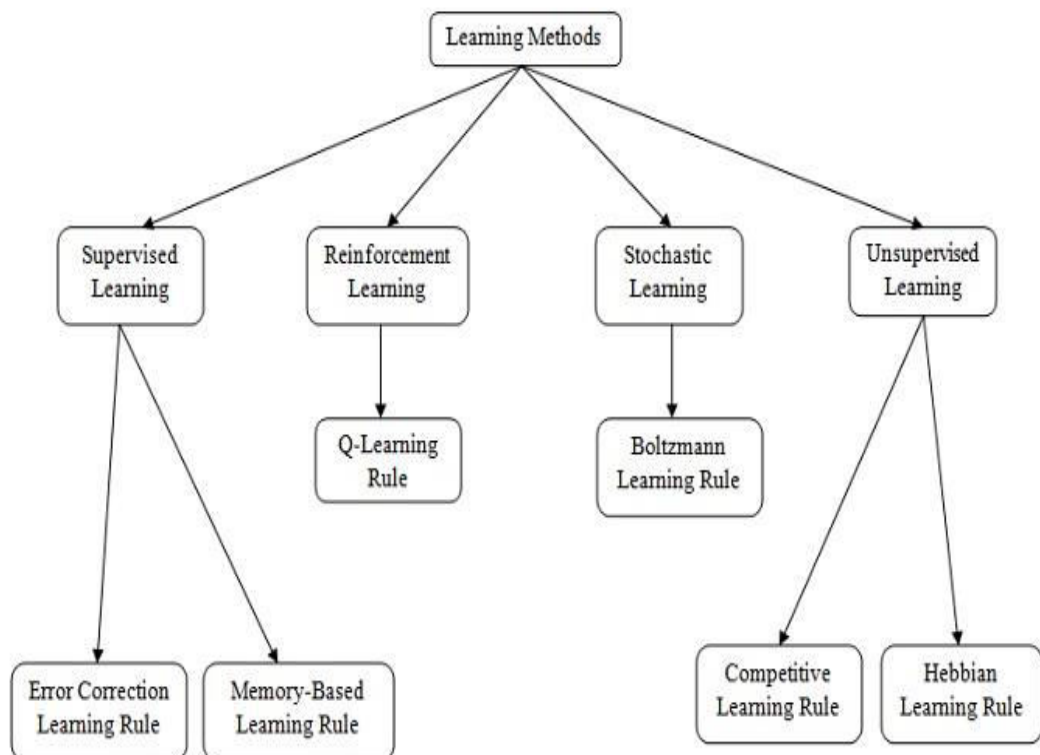 Learning Methods
Supervised
Learning
Reinforcement
Learning
Stochastic
Learning
Unsupervised
Learning
Q-Learning
Rule
Boltzmann
Learning Rule
Error Correction
Learning Rule
Memory-Based
Learning Rule
Competitive
Learning Rule
Hebbian
Learning Rule